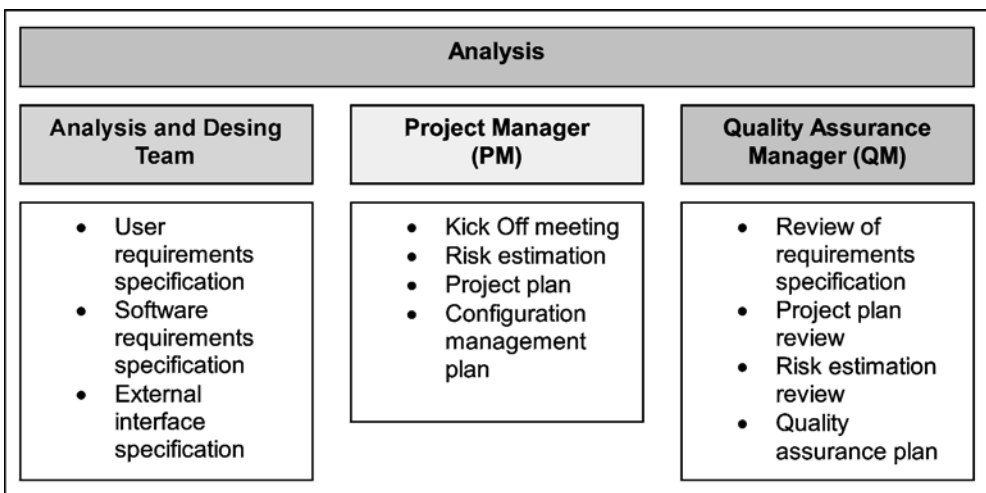 Analysis
Analysis and Desing
Team
• User
requirements
specification
• Software
requirements
specification
• External
interface
specification
Project Manager
(PM)
• Kick Off meeting
• Risk estimation
• Project plan
• Configuration
management
plan
Quality Assurance
Manager (QM)
• Review of
requirements
specification
• Project plan
review
• Risk estimation
review
• Quality
assurance plan